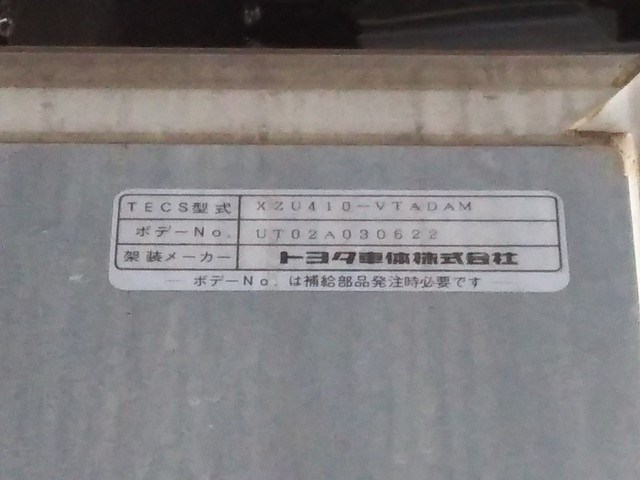 TECS型式 XZU410-VTADAM
ボデーNo. UT02A030622
架装メーカー トヨタ車体株式会社
ボデーNo.は補給部品発注時必要です